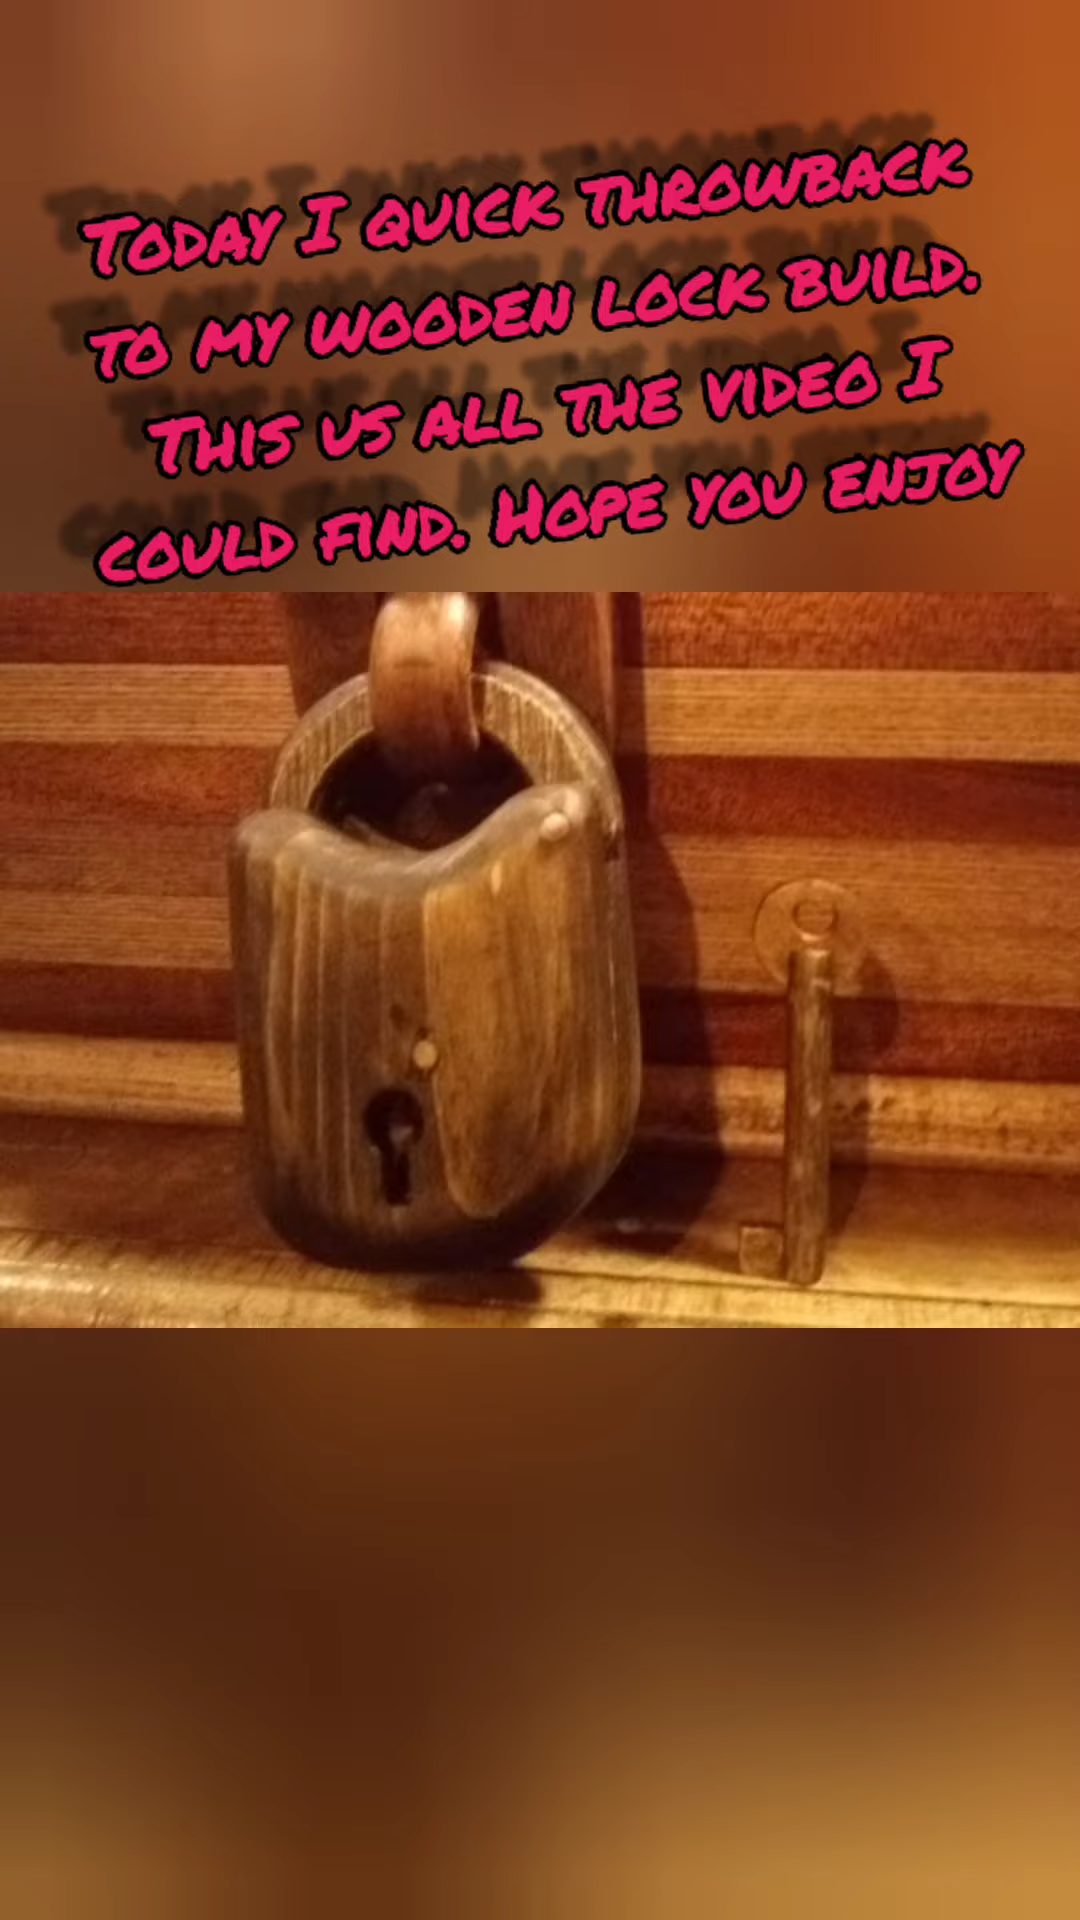 Today I quick throwback
to my wooden lock build.
This us all the video I
could find. Hope you enjoy